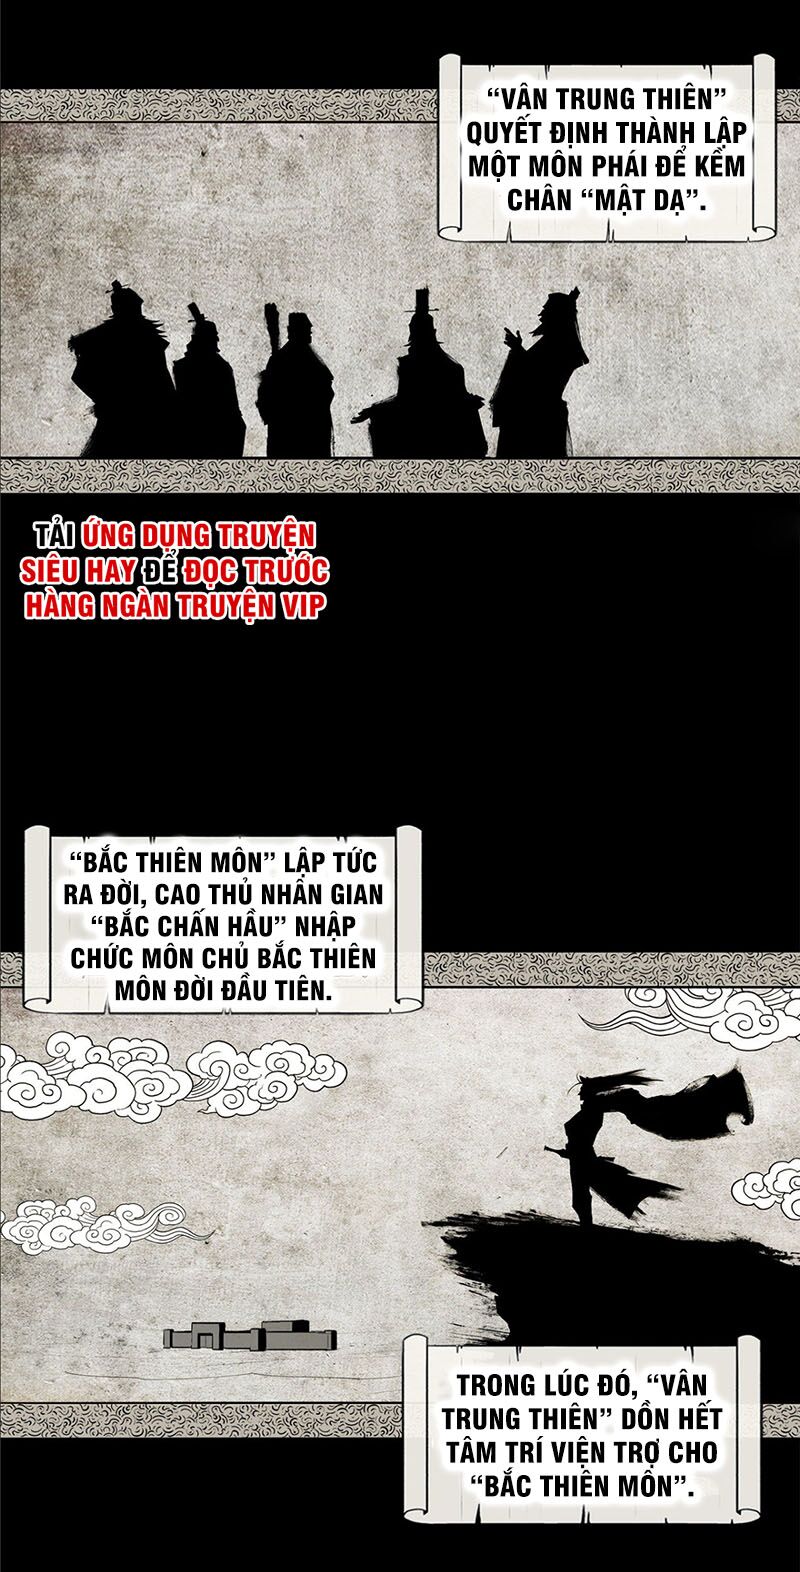 “VÂN TRUNG THIÊN”
QUYẾT ĐỊNH THÀNH LẬP
MỘT MÔN PHÁI ĐỂ KỀM
CHÂN “MẬT DẠ”.
TẢI ỨNG DỤNG TRUYỆN
SIÊU HAY ĐỂ ĐỌC TRƯỚC
HÀNG NGÀN TRUYỆN VIP
“BẮC THIÊN MÔN” LẬP TỨC
RA ĐỜI, CAO THỦ NHÂN GIAN
“BẮC CHẤN HẦU” NHẬP
CHỨC MÔN CHỦ BẮC THIÊN
MÔN ĐỜI ĐẦU TIÊN.
TRONG LÚC ĐÓ, “VÂN
TRUNG THIÊN” DỒN HẾT
TÂM TRÍ VIỆN TRỢ CHO
“BẮC THIÊN MÔN”.